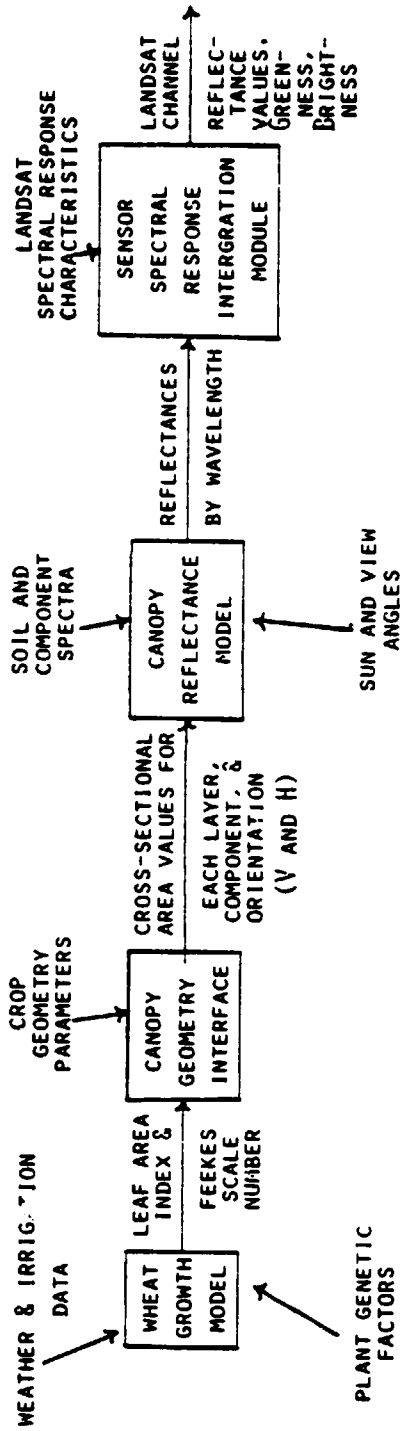 WEATHER & IRRIGATION
DATA
WHEAT
GROWTH
MODEL
PLANT GENETIC
FACTORS
LEAF AREA
INDEX &
FEEKES
SCALE
NUMBER
CROP
GEOMETRY
PARAMETERS
CANOPY
GEOMETRY
INTERFACE
CROSS-SECTIONAL
AREA VALUES FOR
EACH LAYER,
COMPONENT, &
ORIENTATION
(V AND H)
SOIL AND
COMPONENT
SPECTRA
CANOPY
REFLECTANCE
MODEL
SUN AND VIEW
ANGLES
REFLECTANCES
BY WAVELENGTH
LANDSAT
SPECTRAL RESPONSE
CHARACTERISTICS
SENSOR
SPECTRAL
RESPONSE
INTERGRATION
MODULE
LANDSAT
CHANNEL
REFLEC-
TANCE
VALUES,
GREEN-
NESS,
BRIGHT-
NESS